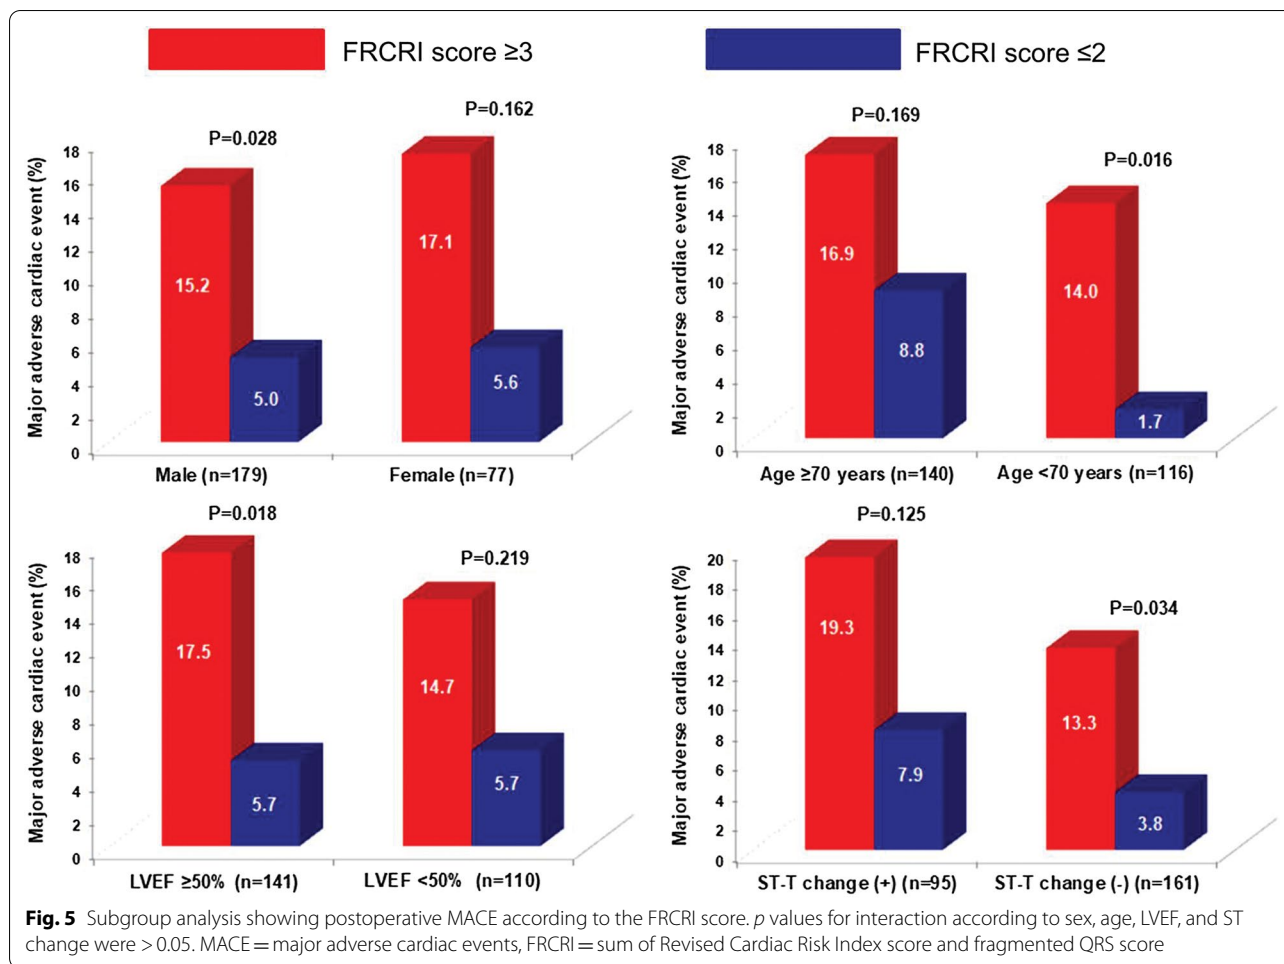 FRCRI score ≥3
FRCRI score ≤2
P=0.028
P=0.162
Major adverse cardiac event (%)
18
16
14
12
10
8
6
4
2
0
15.2
5.0
17.1
5.6
Male (n=179)
Female (n=77)
P=0.169
P=0.016
Major adverse cardiac event (%)
18
16
14
12
10
8
6
4
2
0
16.9
8.8
14.0
1.7
Age ≥70 years (n=140)
Age <70 years (n=116)
P=0.018
P=0.219
Major adverse cardiac event (%)
18
16
14
12
10
8
6
4
2
0
17.5
5.7
14.7
5.7
LVEF ≥50% (n=141)
LVEF <50% (n=110)
P=0.125
P=0.034
Major adverse cardiac event (%)
20
18
16
14
12
10
8
6
4
2
0
19.3
7.9
13.3
3.8
ST-T change (+) (n=95)
ST-T change (-) (n=161)
Fig. 5 Subgroup analysis showing postoperative MACE according to the FRCRI score. p values for interaction according to sex, age, LVEF, and ST
change were > 0.05. MACE = major adverse cardiac events, FRCRI = sum of Revised Cardiac Risk Index score and fragmented QRS score